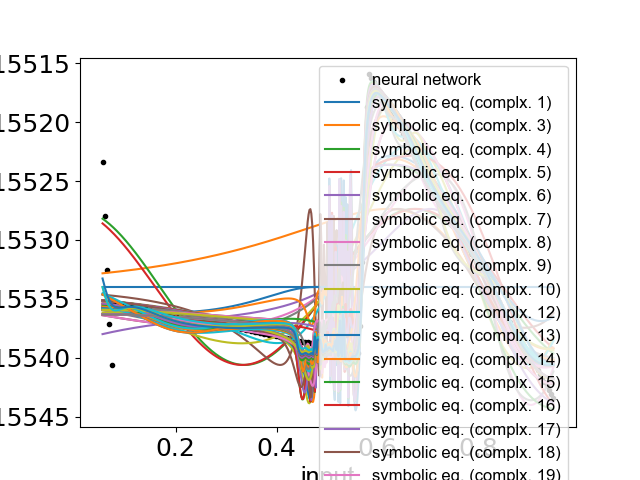 15515
15520
15525
15530
15535
15540
15545
0.2
0.4
0.6
0.8
input
neural network
symbolic eq. (complx. 1)
symbolic eq. (complx. 3)
symbolic eq. (complx. 4)
symbolic eq. (complx. 5)
symbolic eq. (complx. 6)
symbolic eq. (complx. 7)
symbolic eq. (complx. 8)
symbolic eq. (complx. 9)
symbolic eq. (complx. 10)
symbolic eq. (complx. 12)
symbolic eq. (complx. 13)
symbolic eq. (complx. 14)
symbolic eq. (complx. 15)
symbolic eq. (complx. 16)
symbolic eq. (complx. 17)
symbolic eq. (complx. 18)
symbolic eq. (complx. 19)